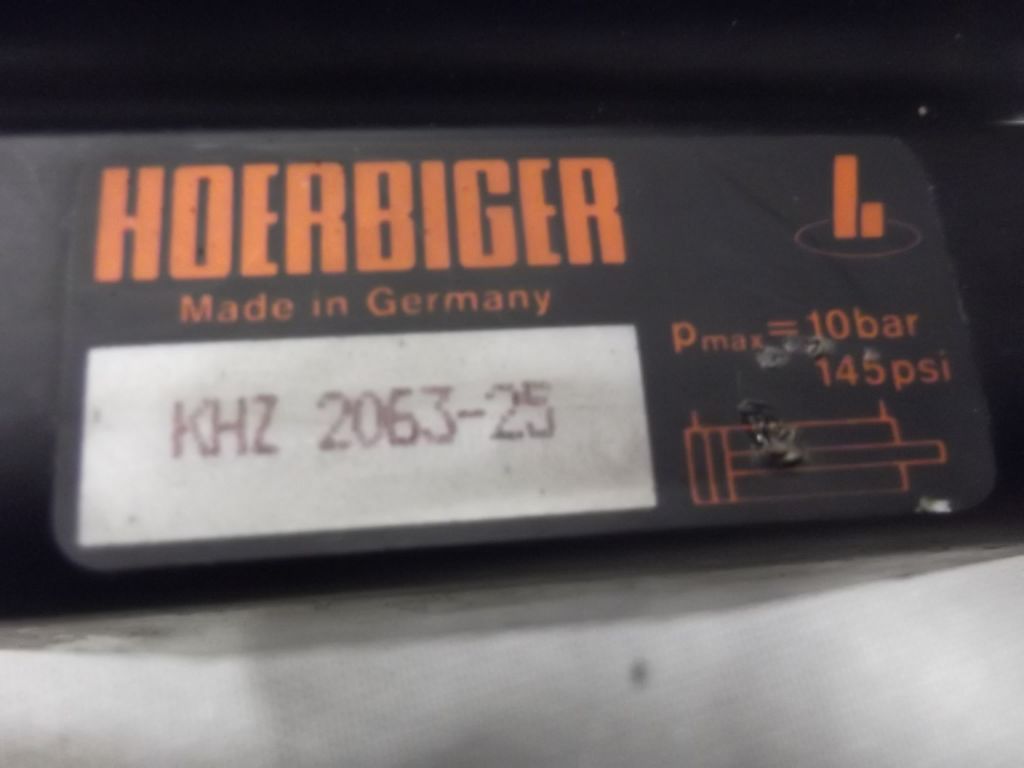 HOERBIGER
Made in Germany
KHZ 2063-25
pmax = 10bar
145psi